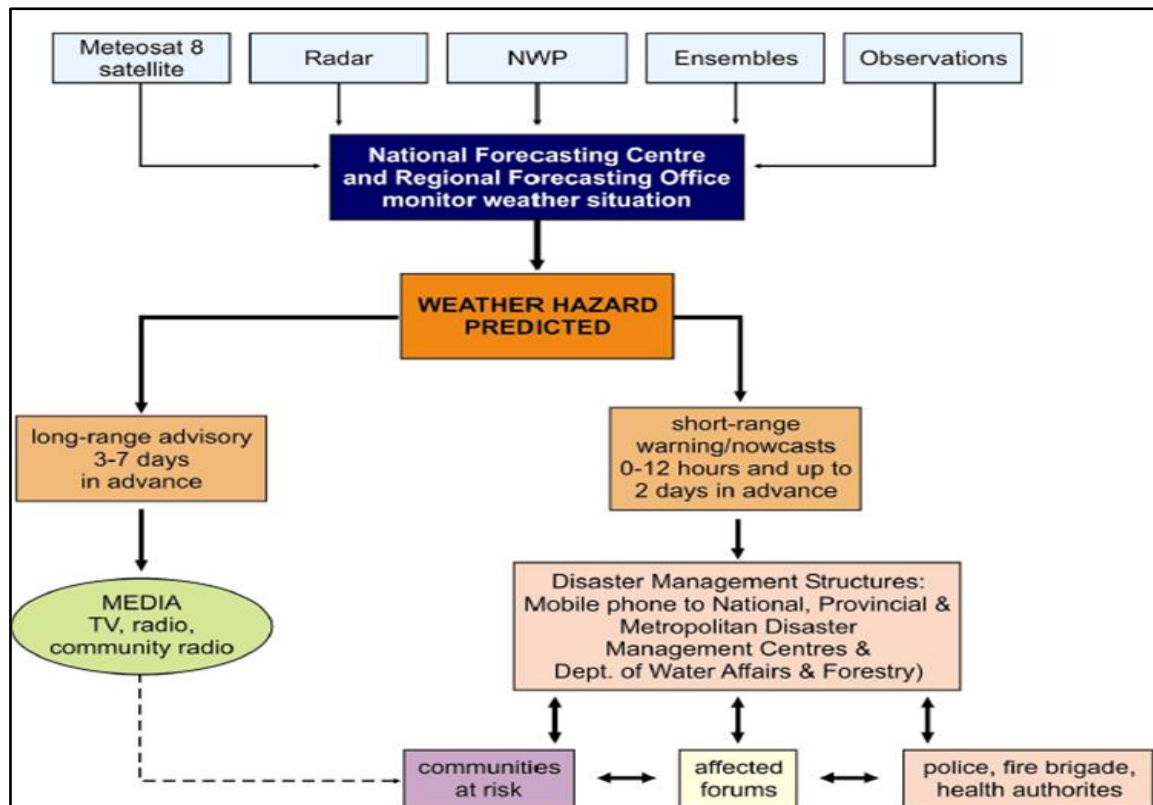 Meteosat 8
satellite
Radar
NWP
Ensembles
Observations
National Forecasting Centre
and Regional Forecasting Office
monitor weather situation
WEATHER HAZARD
PREDICTED
long-range advisory
3-7 days
in advance
short-range
warning/nowcasts
0-12 hours and up to
2 days in advance
MEDIA
TV, radio,
community radio
Disaster Management Structures:
Mobile phone to National, Provincial &
Metropolitan Disaster
Management Centres &
Dept. of Water Affairs & Forestry)
communities
at risk
affected
forums
police, fire brigade,
health authorites